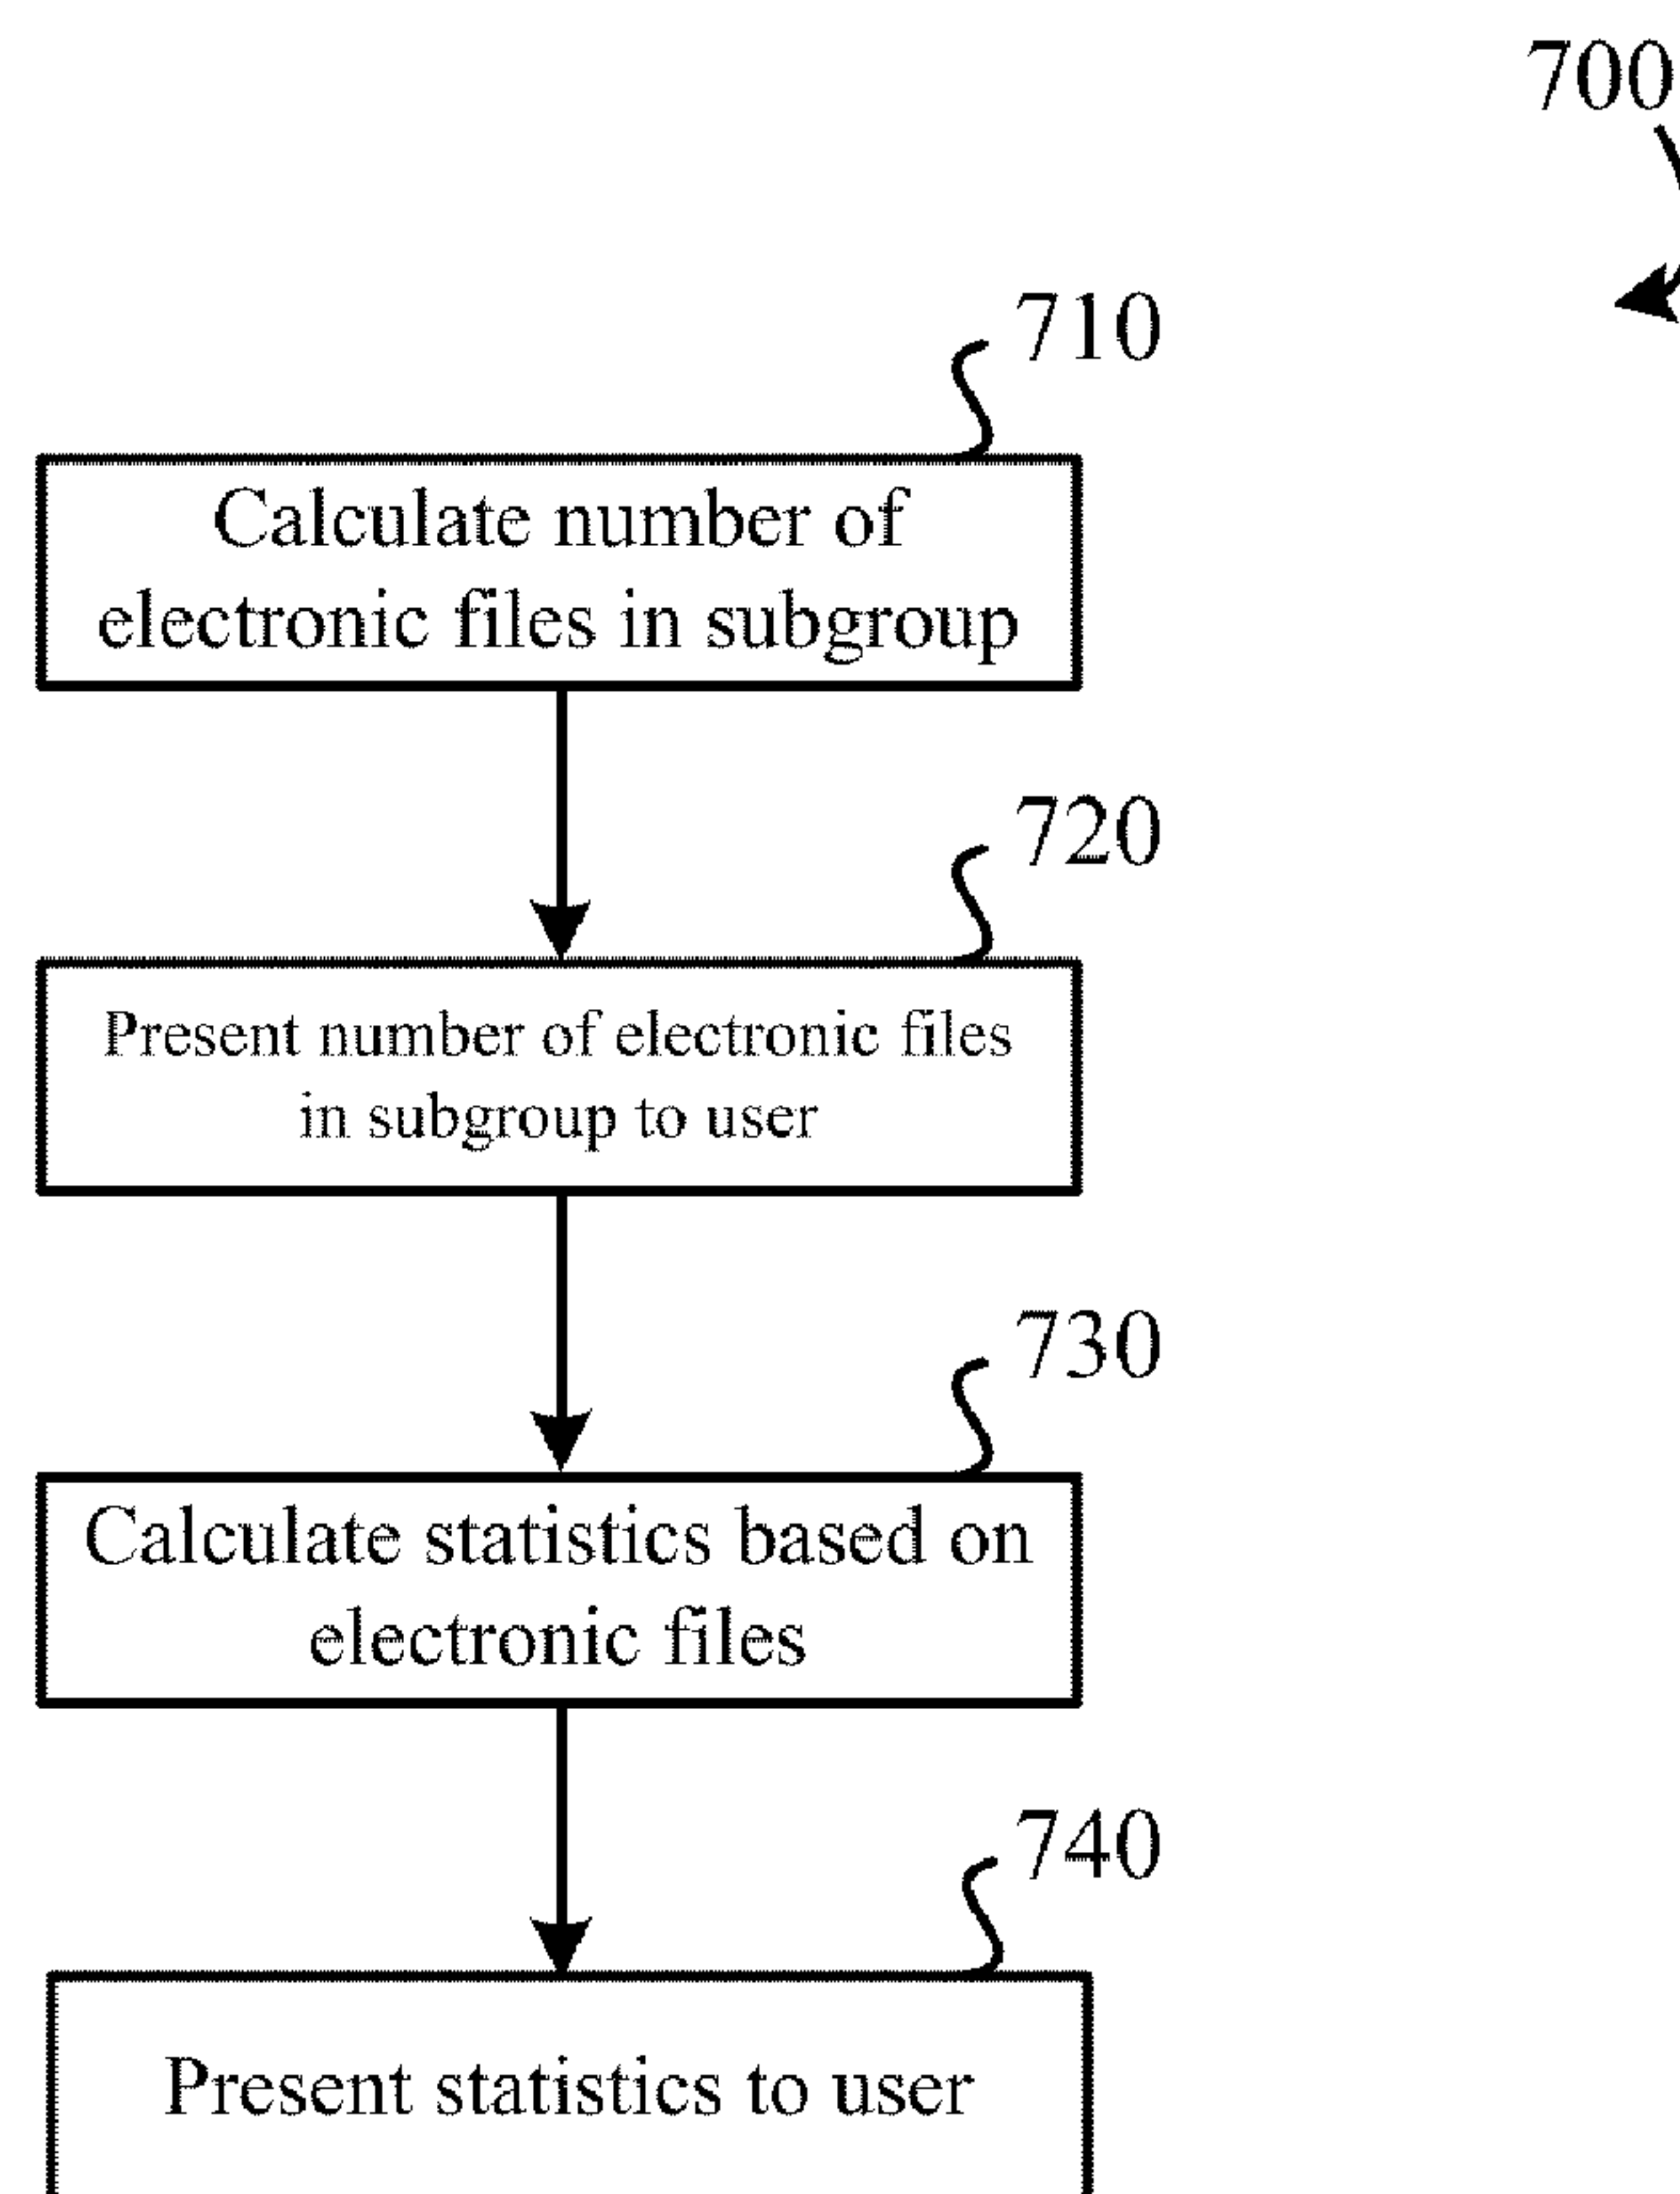 700
710
Calculate number of
electronic files in subgroup
720
Present number of electronic files
in subgroup to user
730
Calculate statistics based on
electronic files
740
Present statistics to user